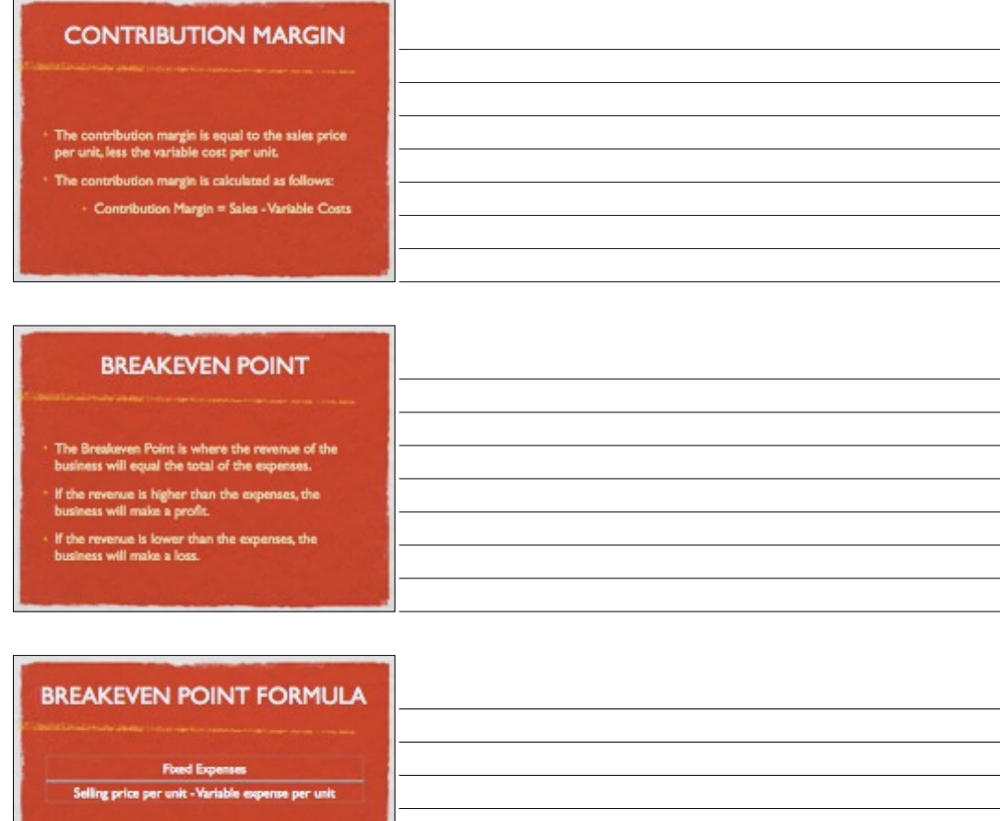 CONTRIBUTION MARGIN
The contribution margin is equal to the sales price
per unit, less the variable cost per unit.
The contribution margin is calculated as follows:
Contribution Margin = Sales - Variable Costs
BREAKEVEN POINT
The Breakeven Point is where the revenue of the
business will equal the total of the expenses.
If the revenue is higher than the expenses, the
business will make a profit.
If the revenue is lower than the expenses, the
business will make a loss.
BREAKEVEN POINT FORMULA
Fixed Expenses
Selling price per unit - Variable expense per unit